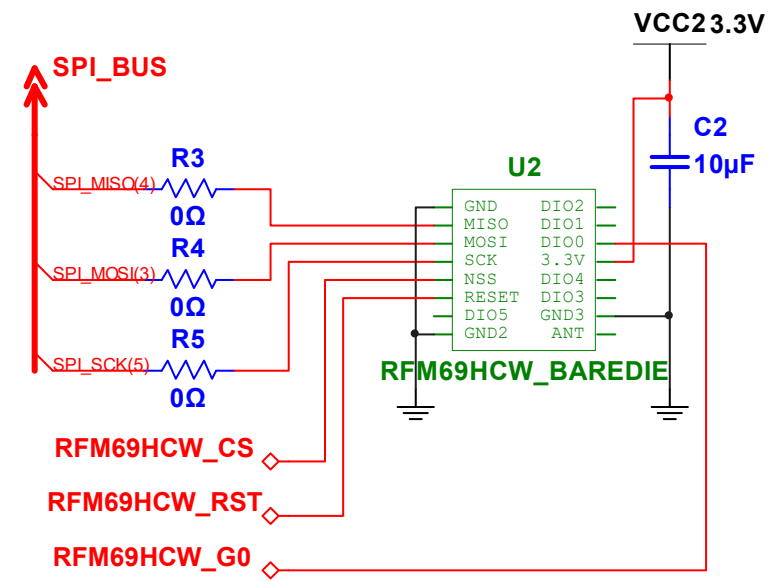 VCC2 3.3V
SPI_BUS
C2
10µF
R3
SPI_MISO(4)
0Ω
R4
SPI_MOSI(3)
0Ω
R5
SPI_SCK(5)
0Ω
U2
GND DIO2
MISO DIO1
MOSI DIO0
SCK 3.3V
NSS DIO4
RESET DIO3
DIO5 GND3
GND2 ANT
RFM69HCW_BAREDIE
RFM69HCW_CS
RFM69HCW_RST
RFM69HCW_G0